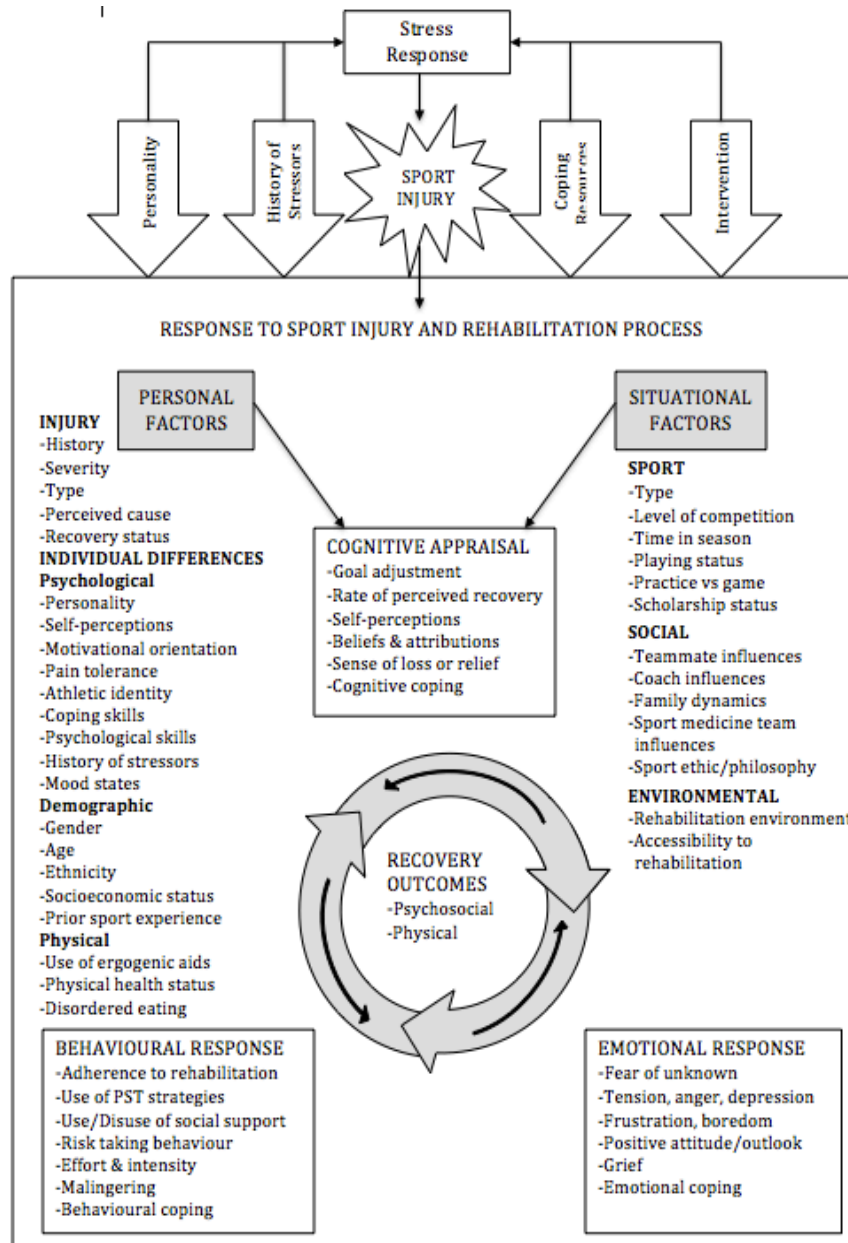 Stress
Response
Personality
History of
Stressors
SPORT
INJURY
Coping
Resources
Intervention
RESPONSE TO SPORT INJURY AND REHABILITATION PROCESS
PERSONAL
FACTORS
INJURY
-History
-Severity
-Type
-Perceived cause
-Recovery status
INDIVIDUAL DIFFERENCES
Psychological
-Personality
-Self-perceptions
-Motivational orientation
-Pain tolerance
-Athletic identity
-Coping skills
-Psychological skills
-History of stressors
-Mood states
Demographic
-Gender
-Age
-Ethnicity
-Socioeconomic status
-Prior sport experience
Physical
-Use of ergogenic aids
-Physical health status
-Disordered eating
SITUATIONAL
FACTORS
SPORT
-Type
-Level of competition
-Time in season
-Playing status
-Practice vs game
-Scholarship status
SOCIAL
-Teammate influences
-Coach influences
-Family dynamics
-Sport medicine team
influences
-Sport ethic/philosophy
ENVIRONMENTAL
-Rehabilitation environment
-Accessibility to
rehabilitation
COGNITIVE APPRAISAL
-Goal adjustment
-Rate of perceived recovery
-Self-perceptions
-Beliefs & attributions
-Sense of loss or relief
-Cognitive coping
RECOVERY
OUTCOMES
-Psychosocial
-Physical
BEHAVIOURAL RESPONSE
-Adherence to rehabilitation
-Use of PST strategies
-Use/Disuse of social support
-Risk taking behaviour
-Effort & intensity
-Malingering
-Behavioural coping
EMOTIONAL RESPONSE
-Fear of unknown
-Tension, anger, depression
-Frustration, boredom
-Positive attitude/outlook
-Grief
-Emotional coping